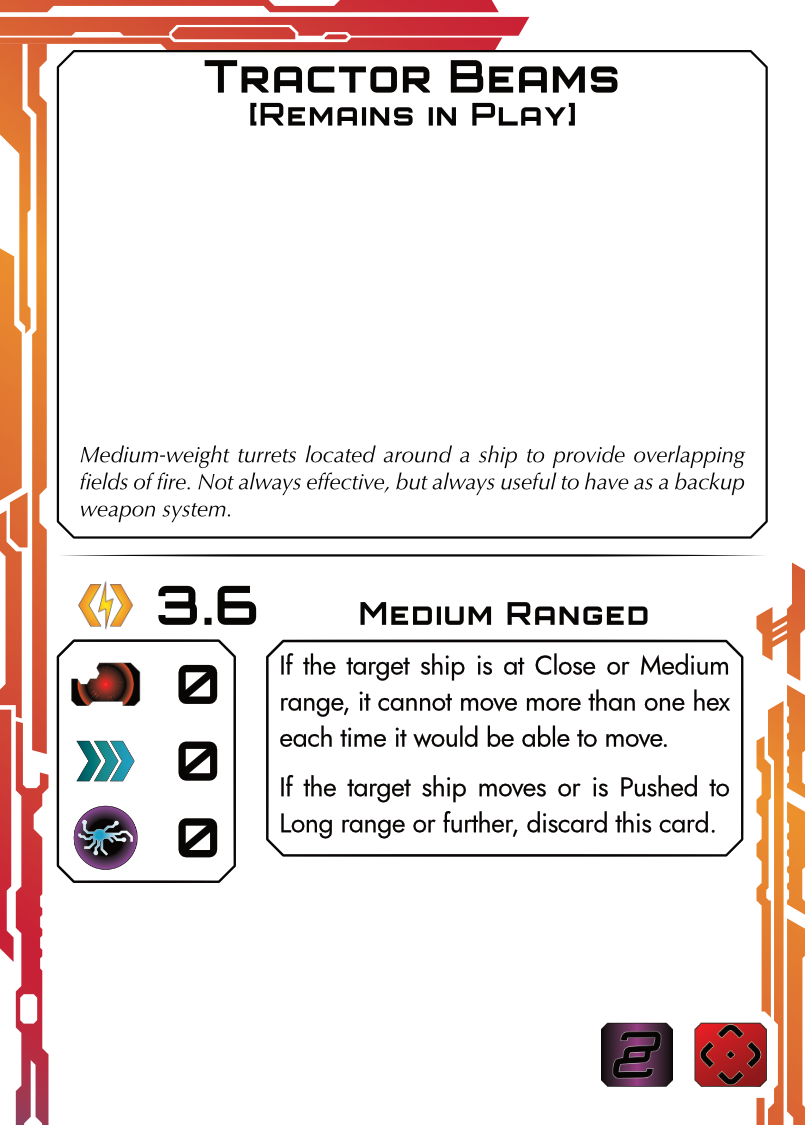 Tractor Beams
[Remains in Play]
Medium-weight turrets located around a ship to provide overlapping
fields of fire. Not always effective, but always useful to have as a backup
weapon system.
3.6
Medium Ranged
0
0
0
If the target ship is at Close or Medium
range, it cannot move more than one hex
each time it would be able to move.
If the target ship moves or is Pushed to
Long range or further, discard this card.